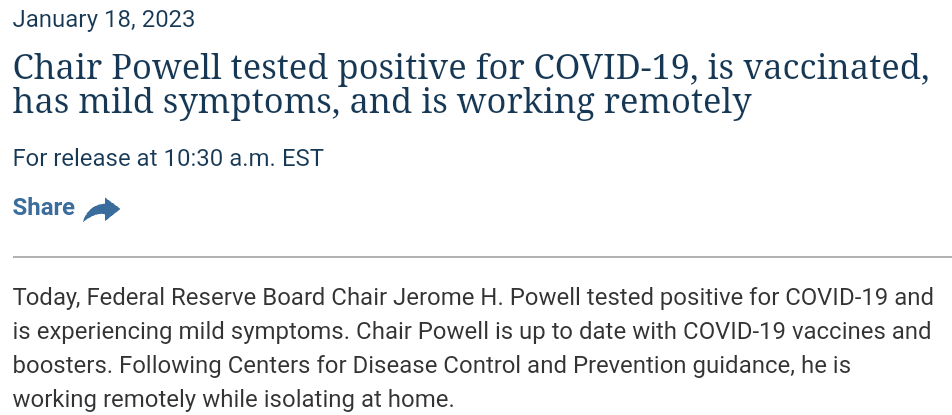 January 18, 2023
Chair Powell tested positive for COVID-19, is vaccinated,
has mild symptoms, and is working remotely
For release at 10:30 a.m. EST
Share
Today, Federal Reserve Board Chair Jerome H. Powell tested positive for COVID-19 and
is experiencing mild symptoms. Chair Powell is up to date with COVID-19 vaccines and
boosters. Following Centers for Disease Control and Prevention guidance, he is
working remotely while isolating at home.